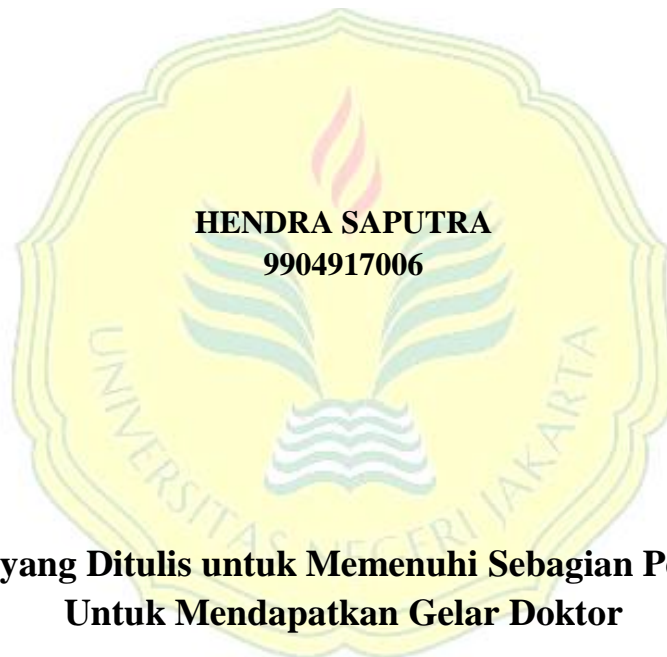 HENDRA SAPUTRA
9904917006
UNIVERSITAS NEGERI JAKARTA
yang Ditulis untuk Memenuhi Sebagian
Untuk Mendapatkan Gelar Doktor